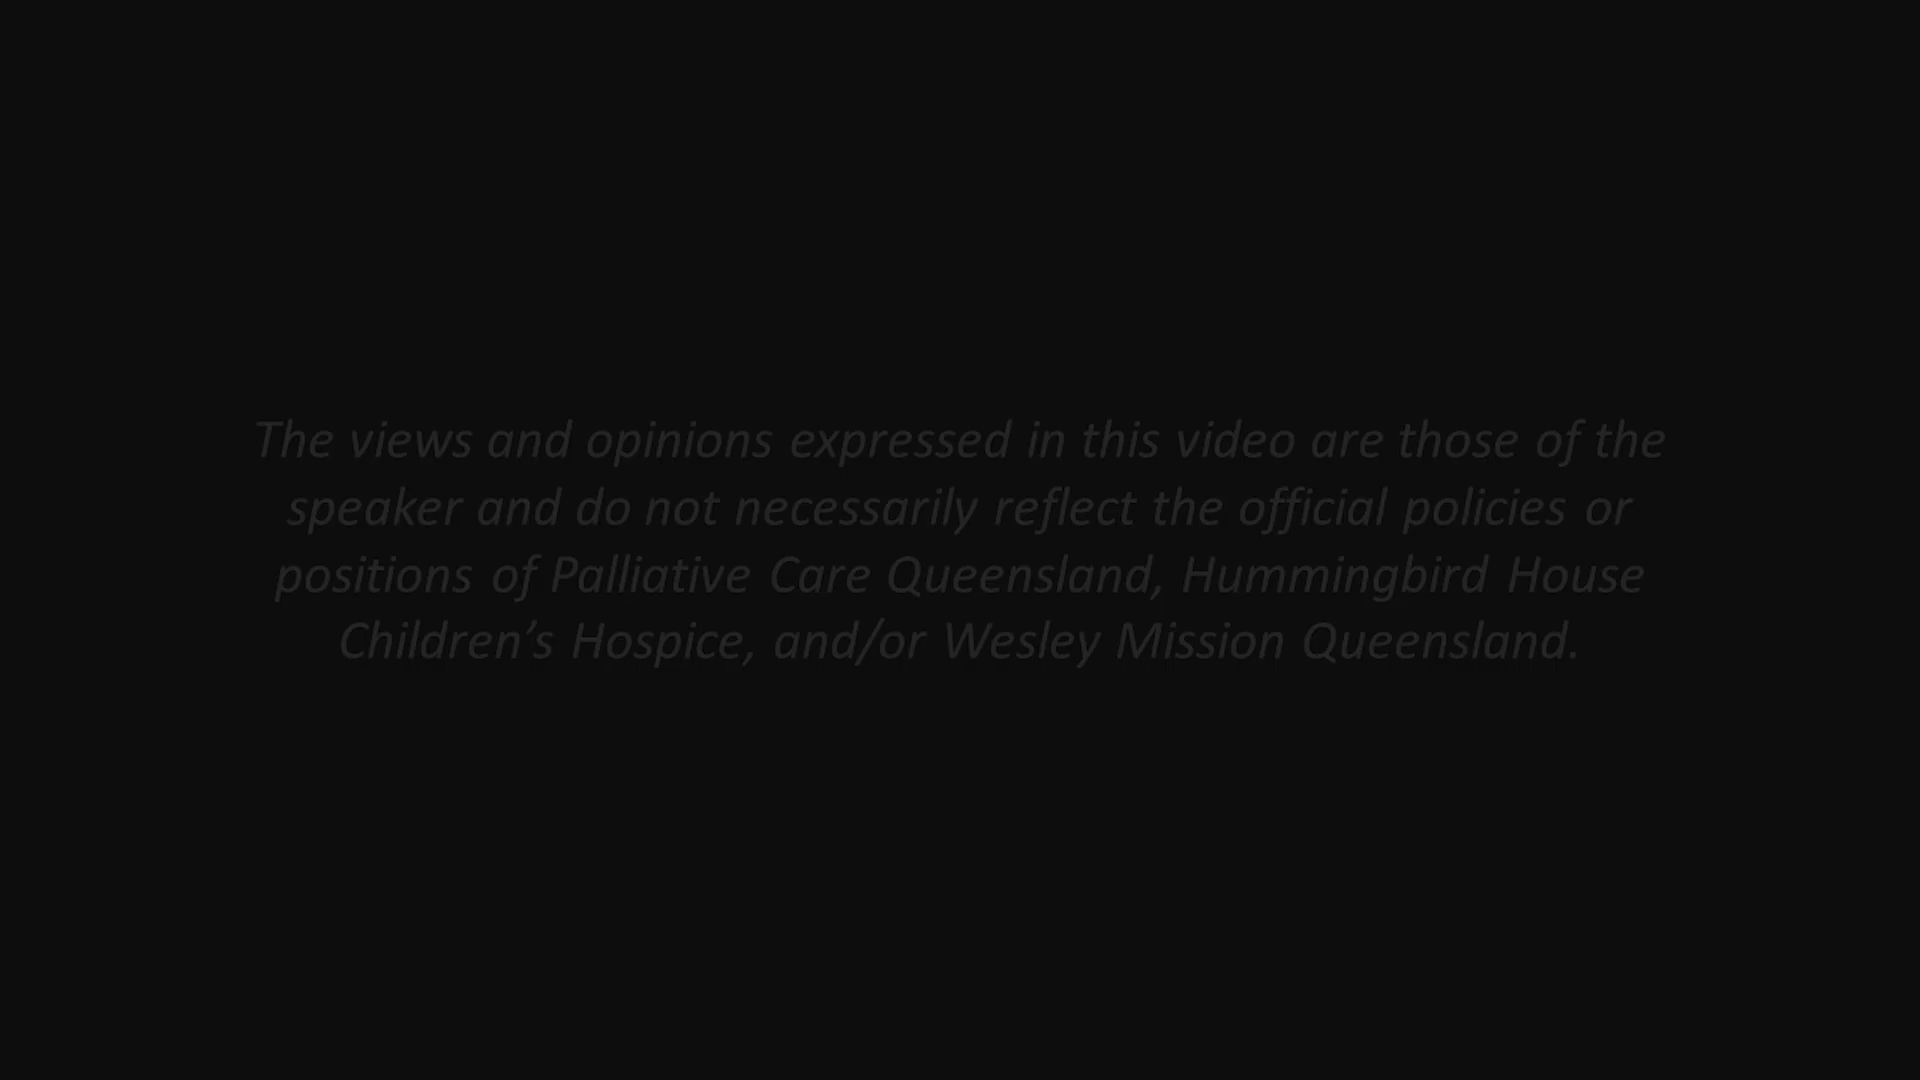 The views and opinions expressed in this video are those of the
speaker and do not necessarily reflect the official policies or
positions of Palliative Care Queensland, Hummingbird House
Children’s Hospice, and/or Wesley Mission Queensland.